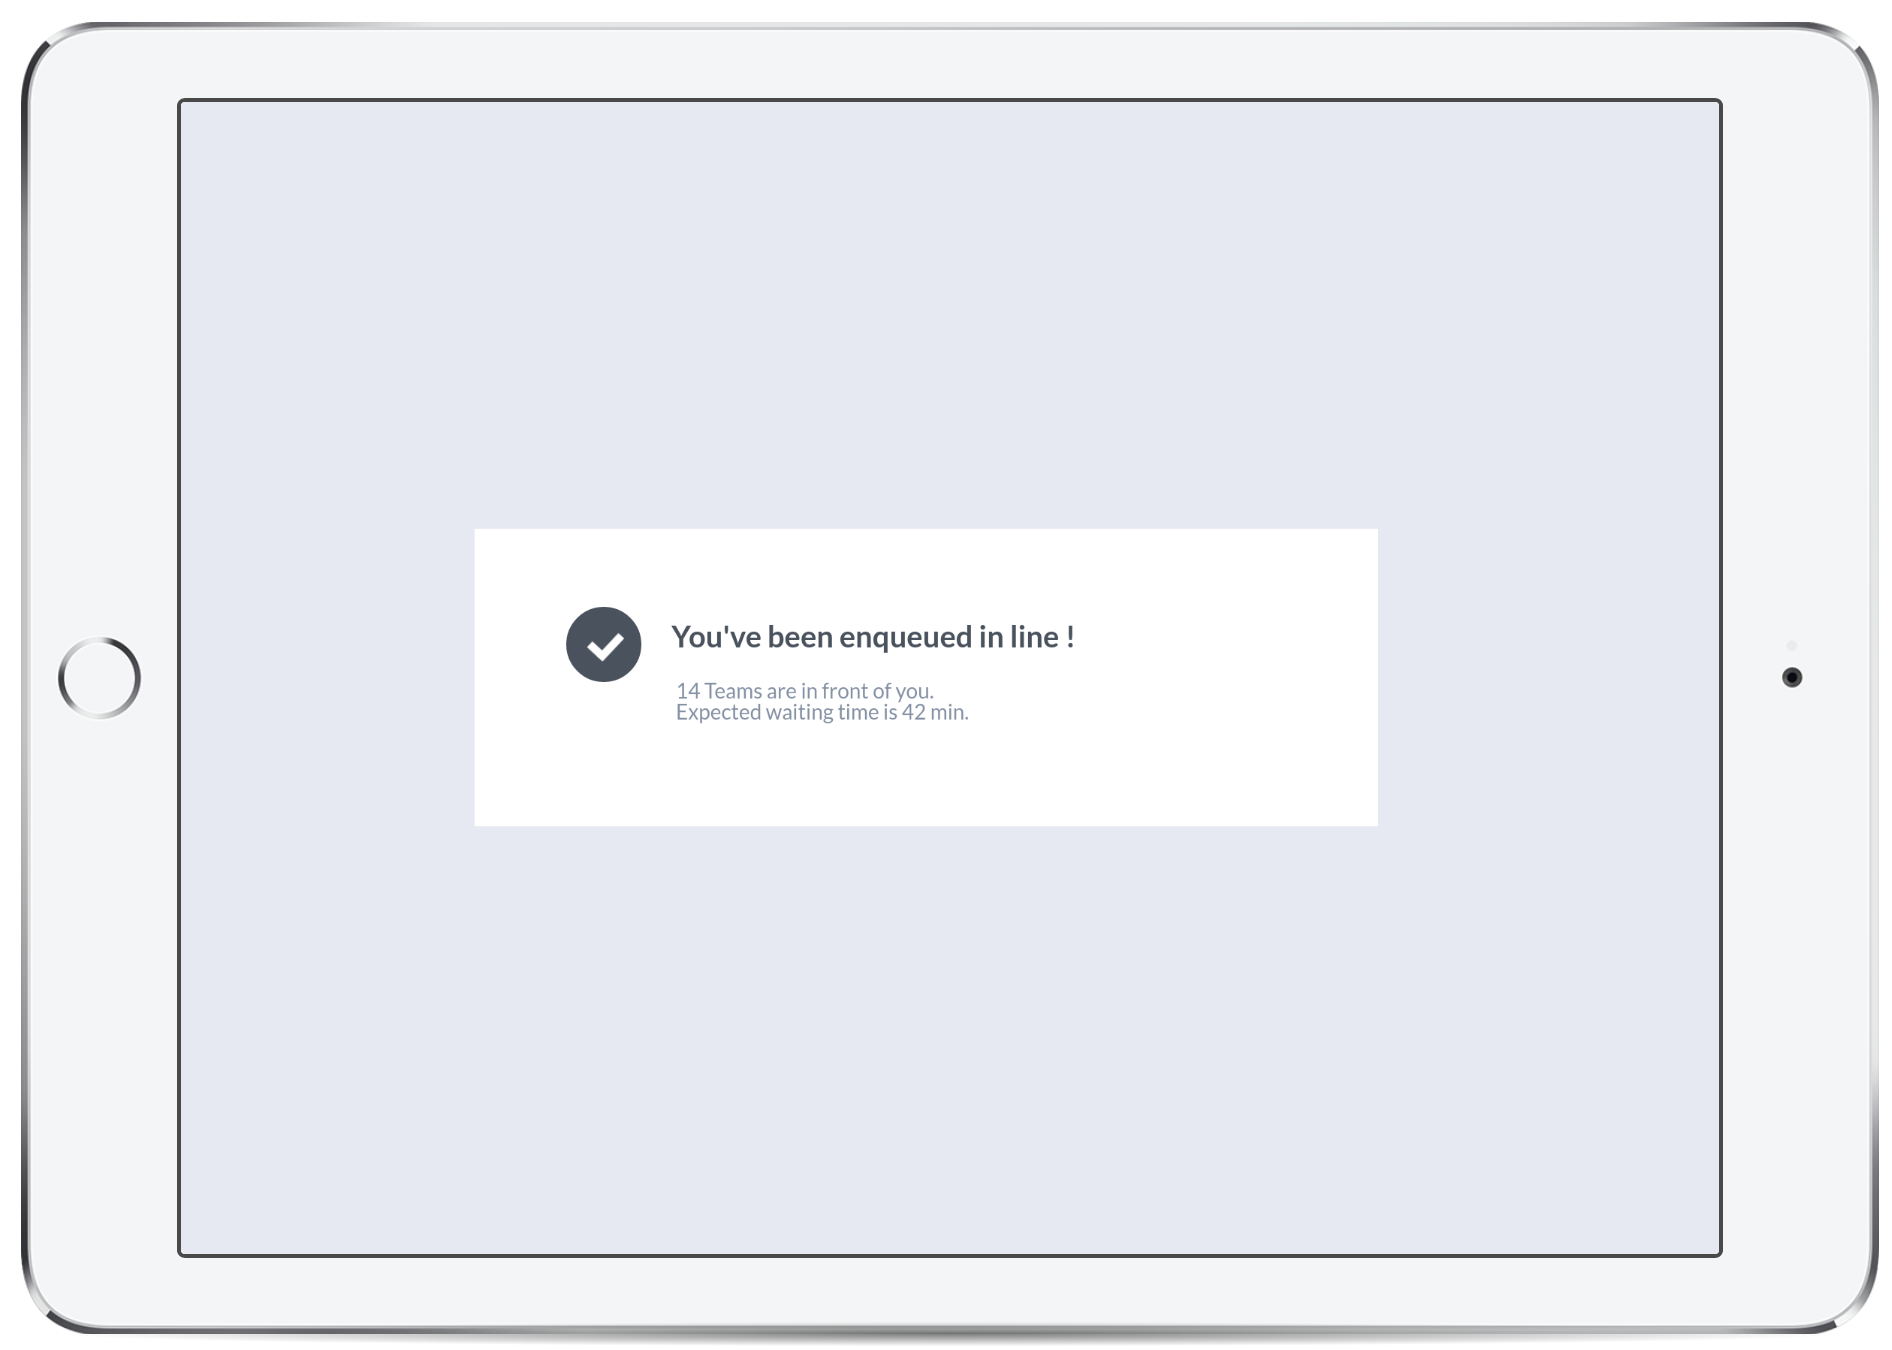 You've been enqueued in line !
14 Teams are in front of you.
Expected waiting time is 42 min.